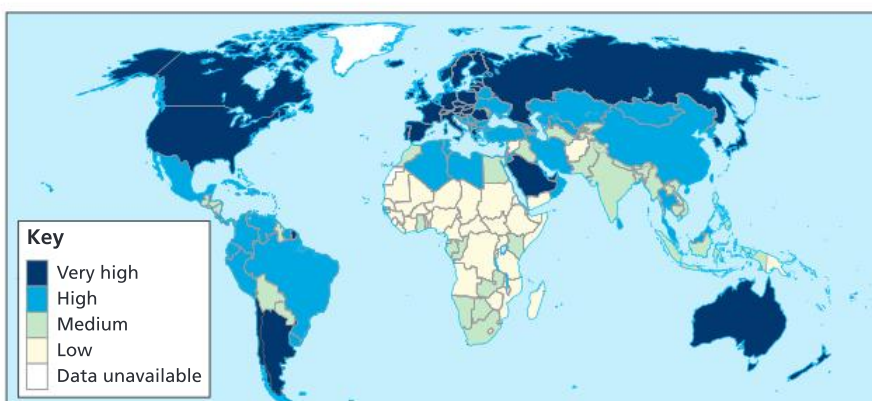 Key
Very high
High
Medium
Low
Data unavailable